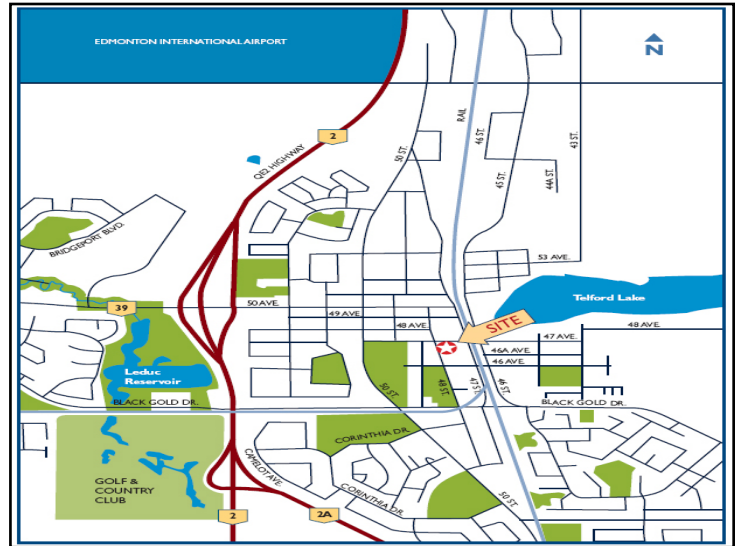 EDMONTON INTERNATIONAL AIRPORT
N
2
QE2 HIGHWAY
50 ST.
RAIL
46 ST.
45 ST.
43 ST.
44A ST.
BRIDGEPORT BLVD.
53 AVE.
Telford Lake
39
50 AVE.
49 AVE.
48 AVE.
SITE
48 AVE.
47 AVE.
46A AVE.
46 AVE.
Leduc
Reservoir
50 ST.
48 ST.
47 ST.
46 ST.
BLACK GOLD DR.
BLACK GOLD DR.
CORINTHIA DR.
CAMELOT AVE.
GOLF &
COUNTRY
CLUB
CORINTHIA DR.
50 ST.
2
2A